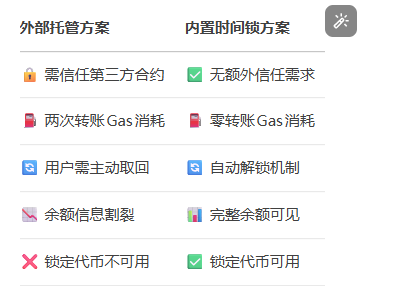 外部托管方案 内置时间锁方案
🔒 需信任第三方合约 ✅ 无额外信任需求
⛽ 两次转账Gas消耗 ⛽ 零转账Gas消耗
🔄 用户需主动取回 🔄 自动解锁机制
📉 余额信息割裂 📊 完整余额可见
❌ 锁定代币不可用 ✅ 锁定代币可用